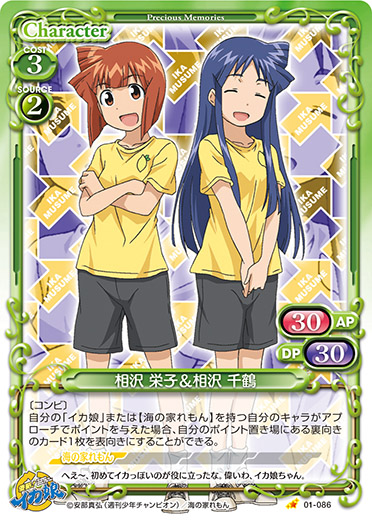 Precious Memories
Character
COST
3
SOURCE
2
IKA MUSUME
30 AP
DP 30
相沢 栄子&相沢 千鶴
[コンビ]
自分の「イカ娘」または【海の家れもん】を持つ自分のキャラがアプ
ローチでポイントを与えた場合、自分のポイント置き場にある裏向き
のカード1枚を表向きにすることができる。
海の家れもん
へえ〜、初めてイカっぽいのが役に立ったな。偉いわ、イカ娘ちゃん。
侵略!イカ娘
©安部真弘(週刊少年チャンピオン)/海の家れもん
01-086